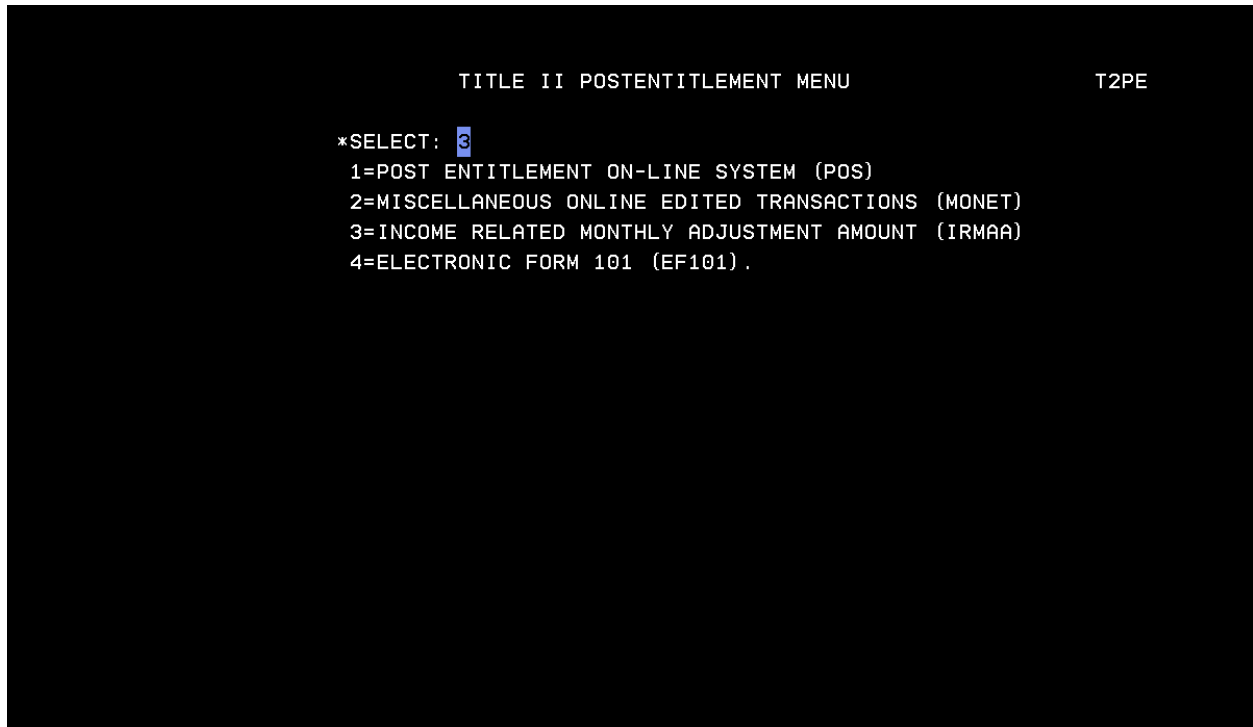 TITLE II POSTENTITLEMENT MENU T2PE
*SELECT: 3
1=POST ENTITLEMENT ON-LINE SYSTEM (POS)
2=MISCELLANEOUS ONLINE EDITED TRANSACTIONS (MONET)
3=INCOME RELATED MONTHLY ADJUSTMENT AMOUNT (IRMAA)
4=ELECTRONIC FORM 101 (EF101).